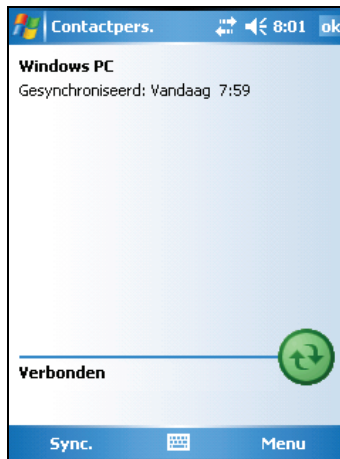 Contactpers. 8:01 ok
Windows PC
Gesynchroniseerd: Vandaag 7:59
Verbonden
Sync. Menu